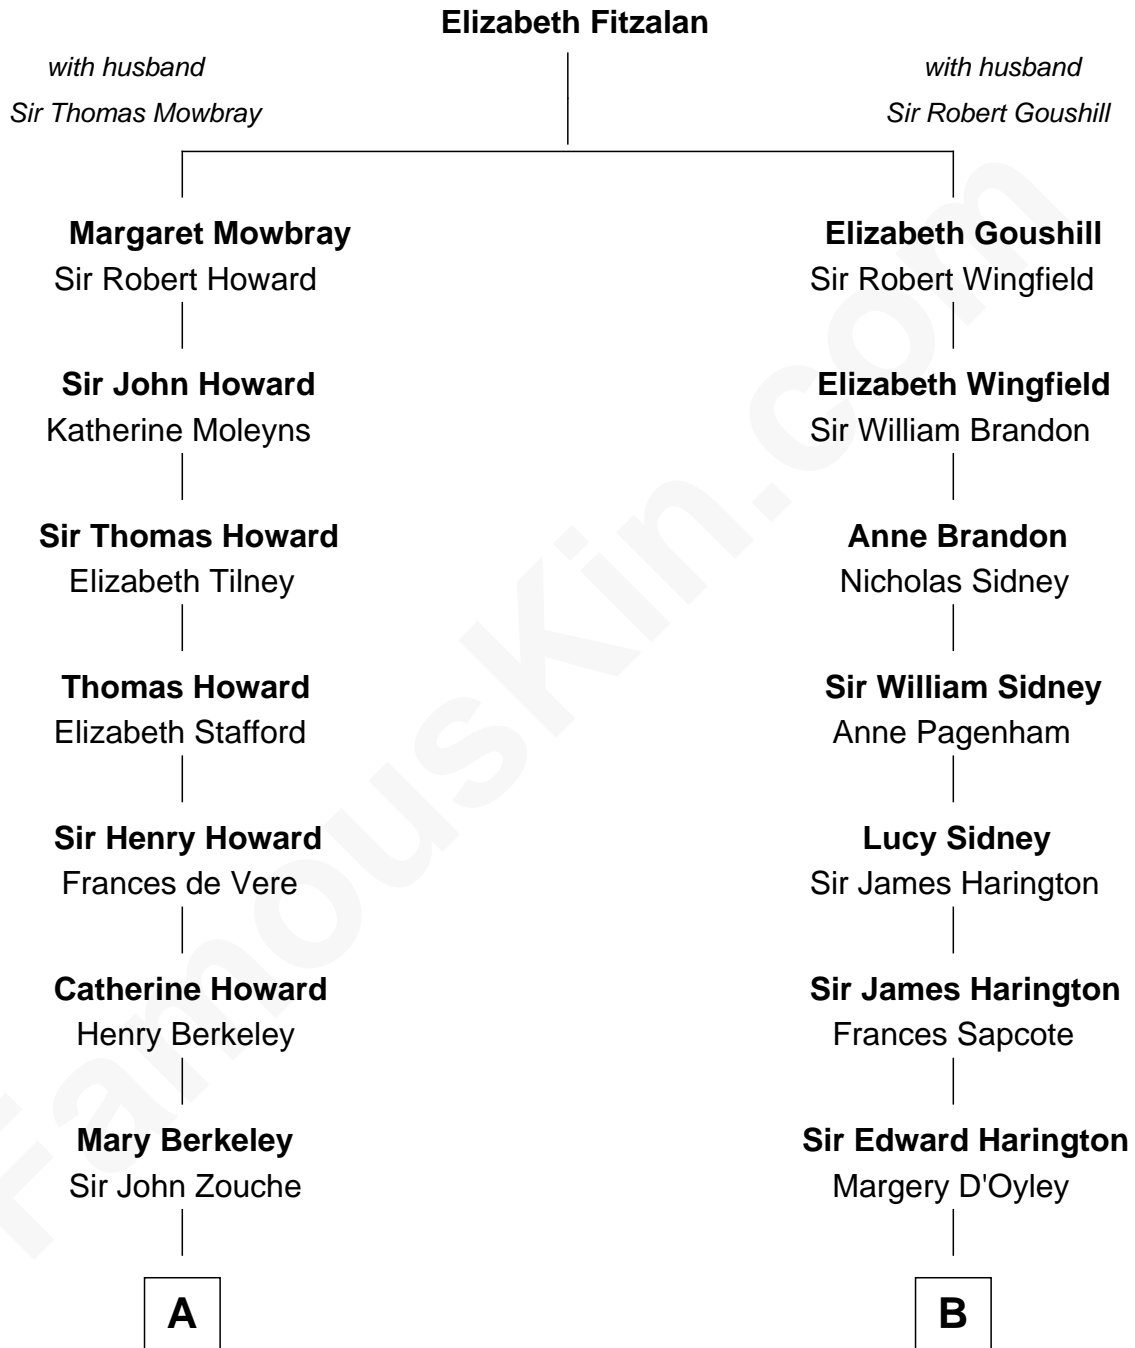 Elizabeth Fitzalan
with husband
Sir Thomas Mowbray
with husband
Sir Robert Goushill
Margaret Mowbray
Sir Robert Howard
Elizabeth Goushill
Sir Robert Wingfield
Sir John Howard
Katherine Moleyns
Elizabeth Wingfield
Sir William Brandon
Sir Thomas Howard
Elizabeth Tilney
Anne Brandon
Nicholas Sidney
Thomas Howard
Elizabeth Stafford
Sir William Sidney
Anne Pagenham
Sir Henry Howard
Frances de Vere
Lucy Sidney
Sir James Harington
Catherine Howard
Henry Berkeley
Sir James Harington
Frances Sapcote
Mary Berkeley
Sir John Zouche
Sir Edward Harington
Margery D'Oyley
A
B
FamousKin.com